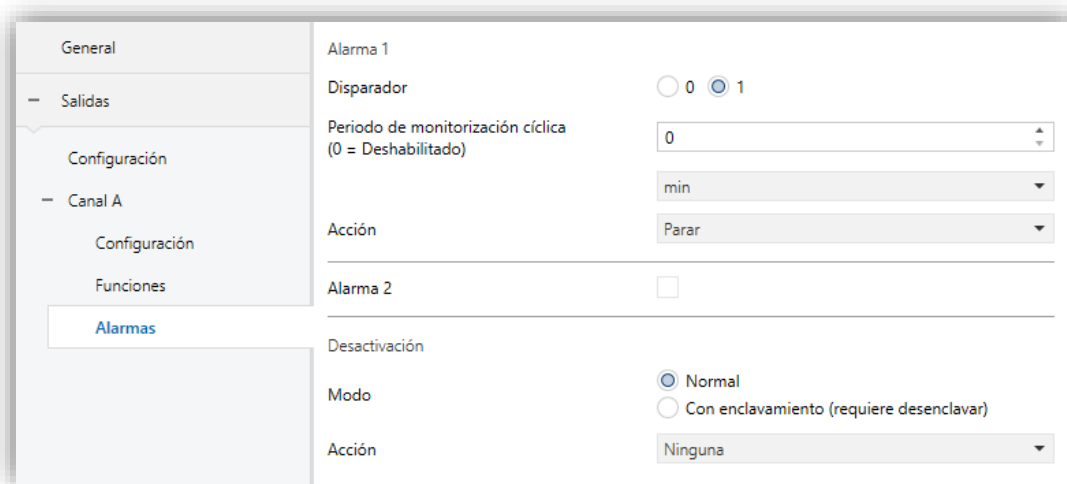 General
Salidas
Configuración
Canal A
Configuración
Funciones
Alarmas
Alarma 1
Disparador
0 1
Periodo de monitorización cíclica
(0 = Deshabilitado)
0
min
Acción
Parar
Alarma 2
Desactivación
Modo
Normal
Con enclavamiento (requiere desenclavar)
Acción
Ninguna